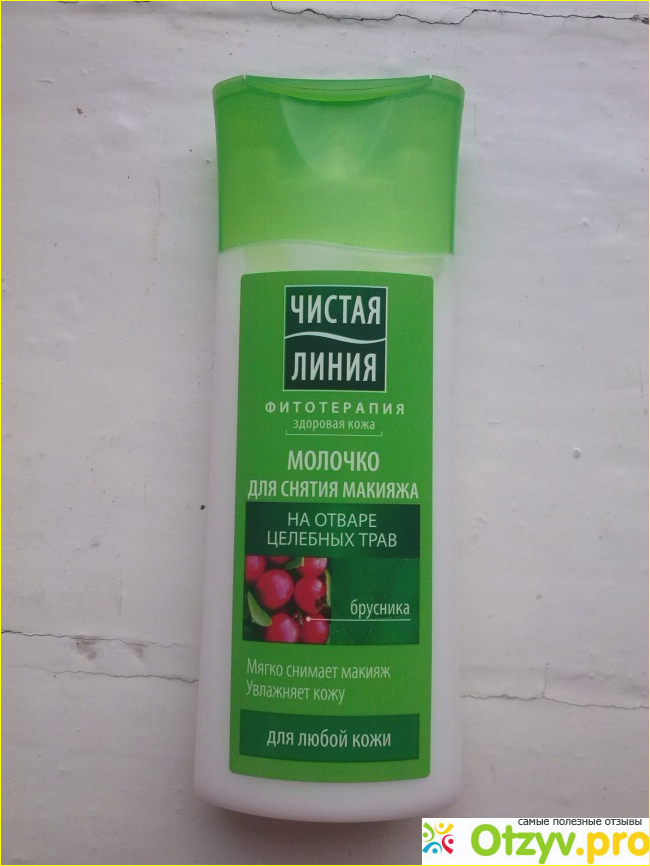 ЧИСТАЯ
ЛИНИЯ
ФИТОТЕРАПИЯ
здоровая кожа
МОЛОЧКО
ДЛЯ СНЯТИЯ МАКИЯЖА
НА ОТВАРЕ
ЦЕЛЕБНЫХ ТРАВ
брусника
Мягко снимает макияж
Увлажняет кожу
для любой кожи
самые полезные отзывы
Otzyv.pro